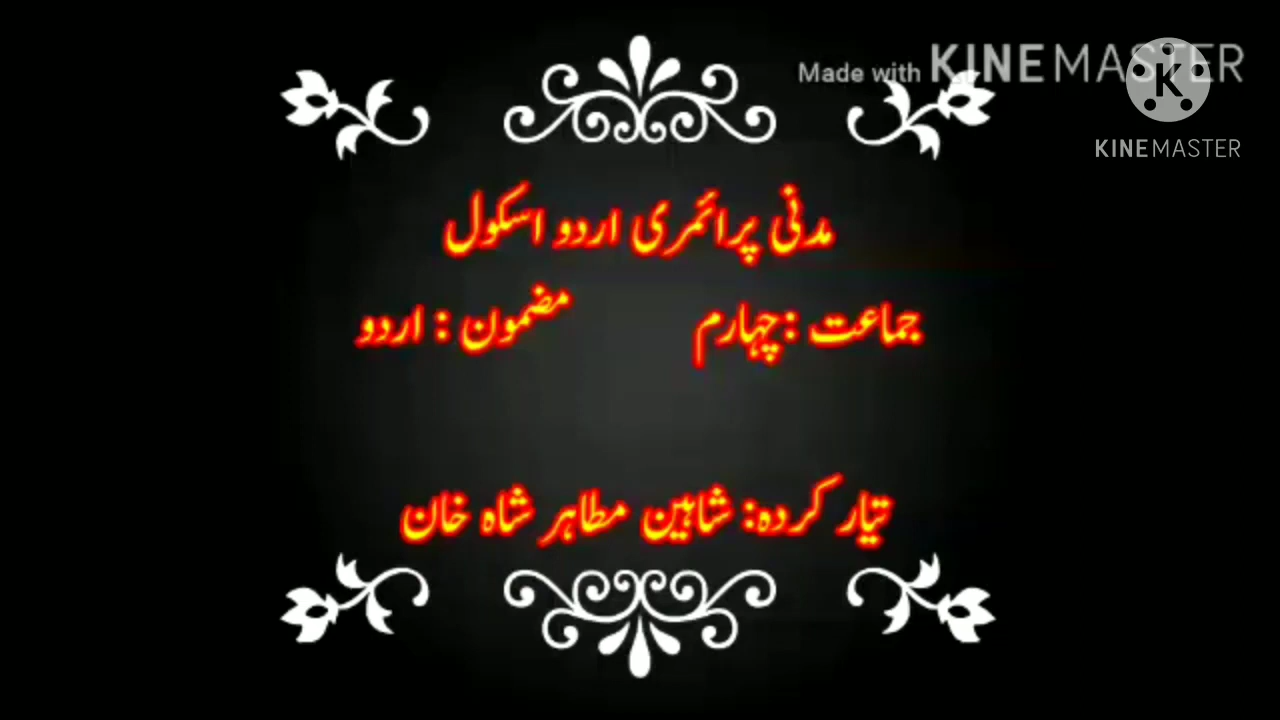 Made with KINEMASTER
KINEMASTER
مدنی پرائمری اردو اسکول
جماعت :چہارم مضمون : اردو
تیار کردہ: شاہین مطاہر شاہ خان